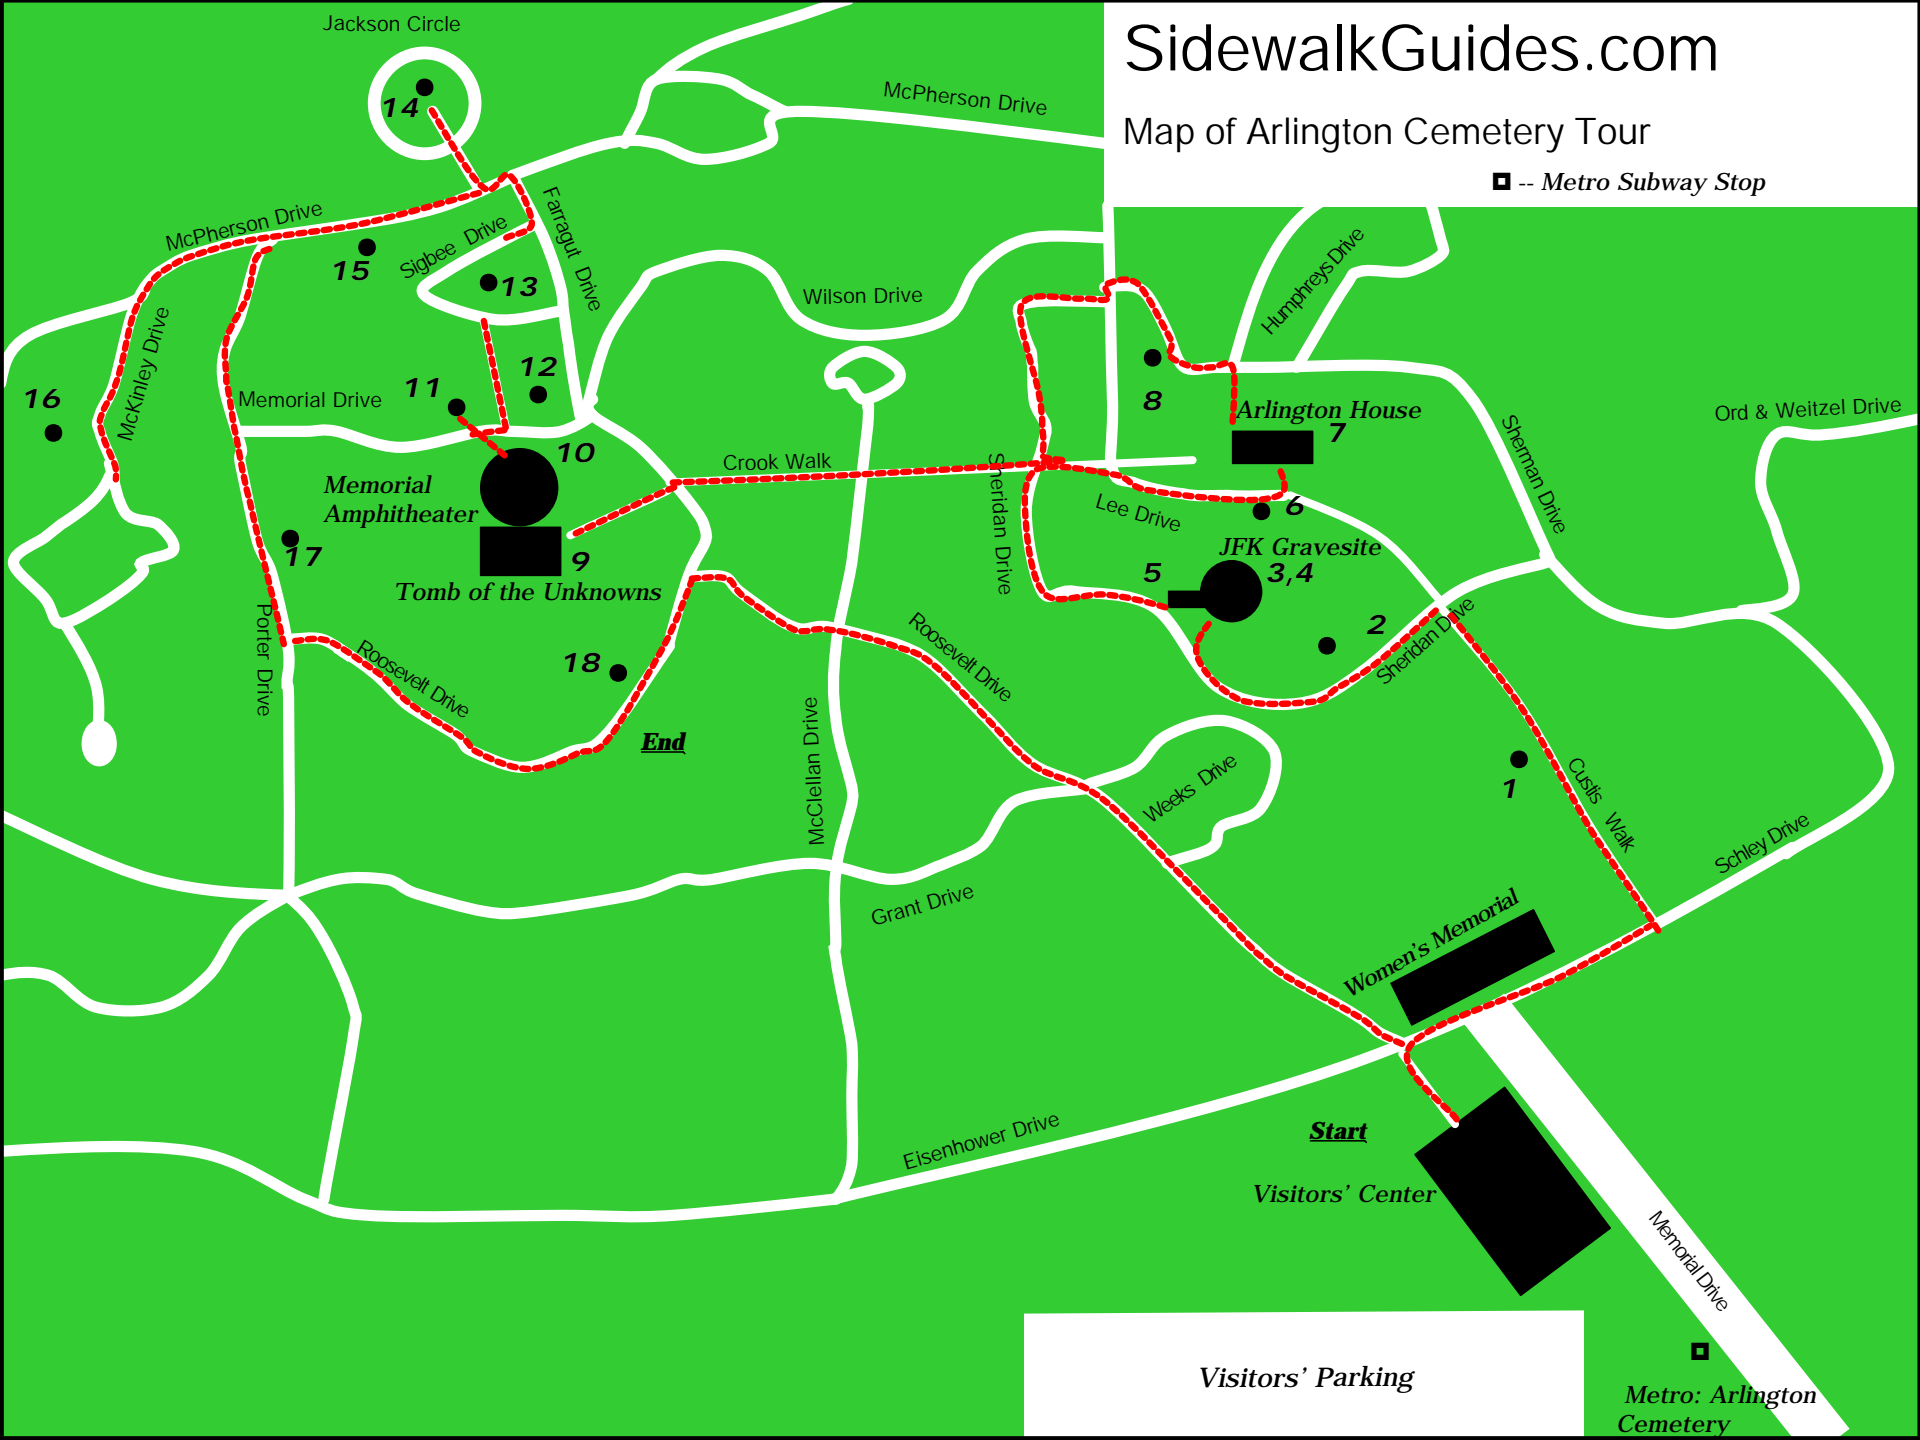 SidewalkGuides.com
Map of Arlington Cemetery Tour
-- Metro Subway Stop
Jackson Circle
14
McPherson Drive
McPherson Drive
15
Sigbee Drive
Farragut Drive
13
Wilson Drive
Humphreys Drive
16
McKinley Drive
Memorial Drive
11
12
8
Arlington House
7
Ord & Weitzel Drive
Sherman Drive
10
Crook Walk
Memorial
Amphitheater
Sheridan Drive
Lee Drive
6
17
9
Tomb of the Unknowns
JFK Gravesite
5
3,4
2
Sheridan Drive
Porter Drive
Roosevelt Drive
18
End
Roosevelt Drive
McClellan Drive
Weeks Drive
1
Custis Walk
Schley Drive
Grant Drive
Women's Memorial
Eisenhower Drive
Start
Visitors' Center
Memorial Drive
Visitors' Parking
Metro: Arlington
Cemetery